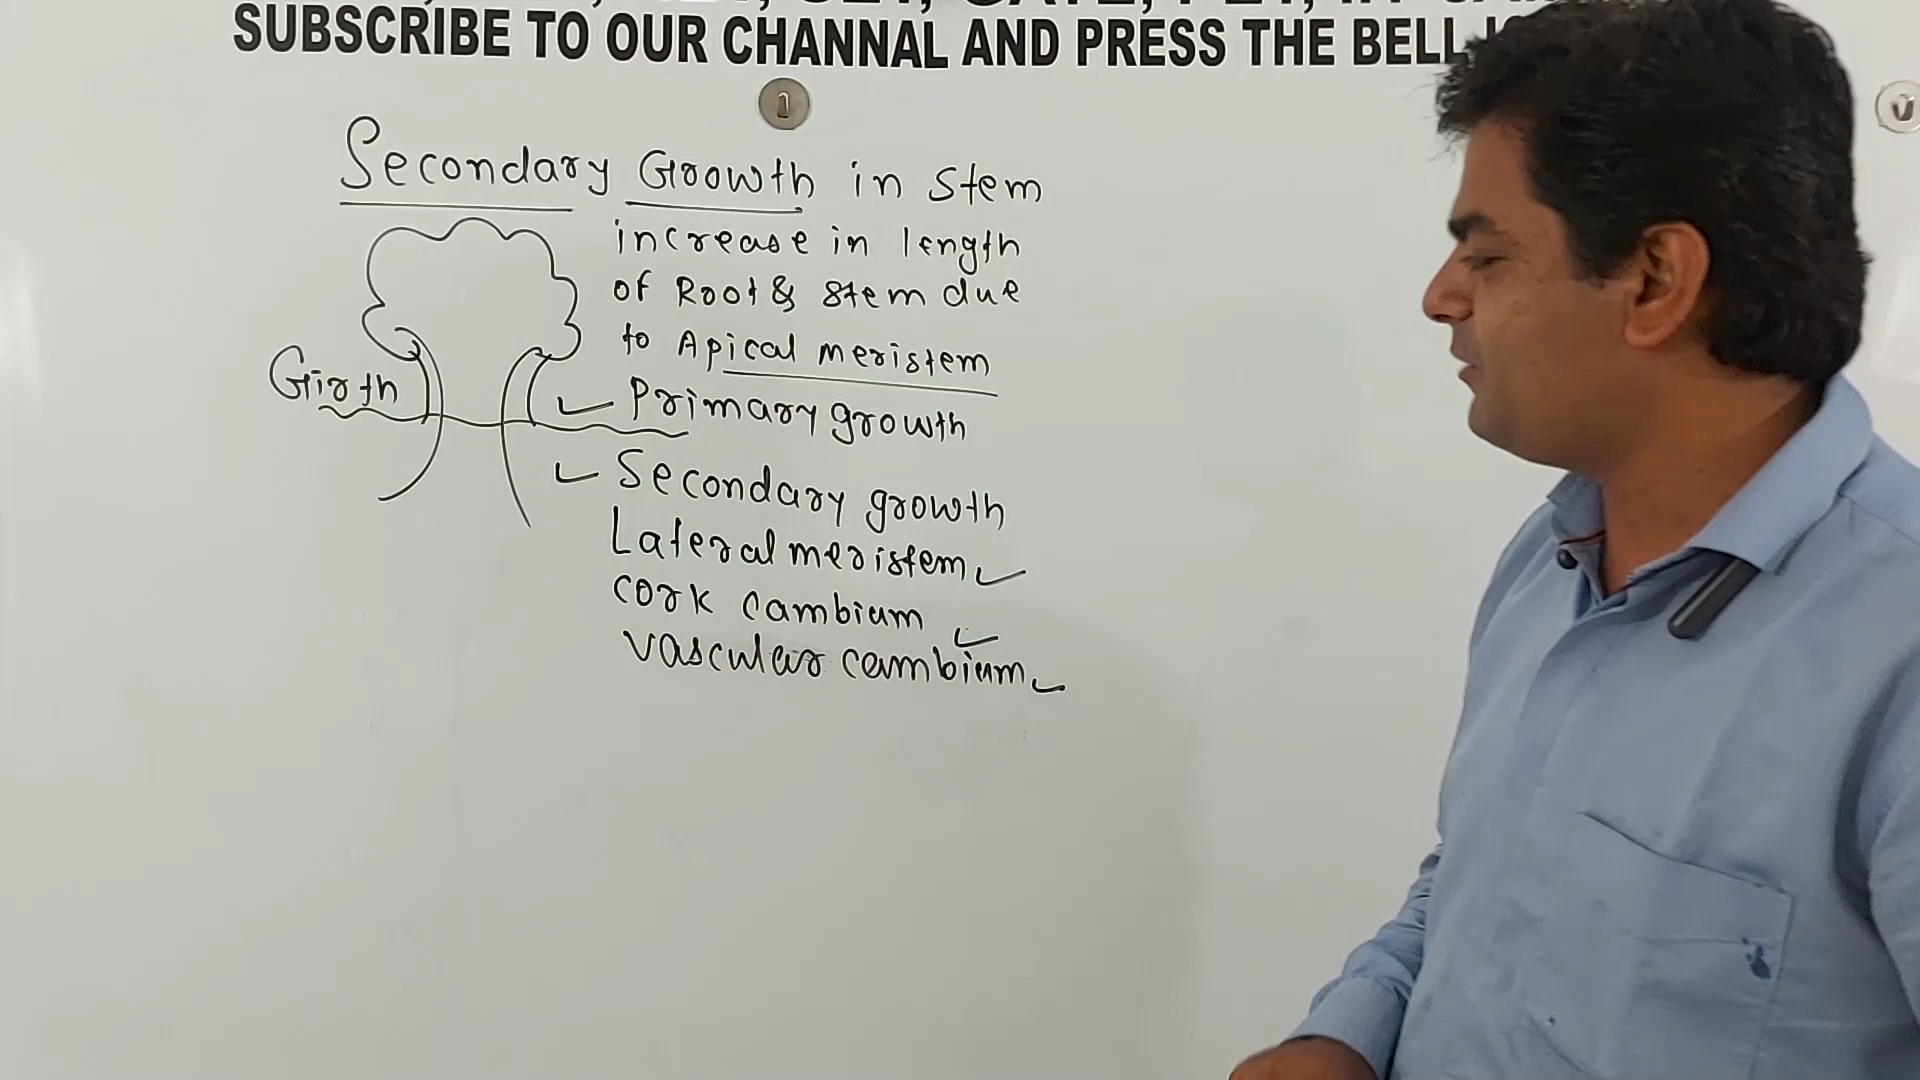 SUBSCRIBE TO OUR CHANNAL AND PRESS THE BELL
Secondary Growth in stem
increase in length
of Root & stem due
to Apical meristem
Girth
Primary growth
Secondary growth
Lateral meristem
cork cambium
vascular cambium